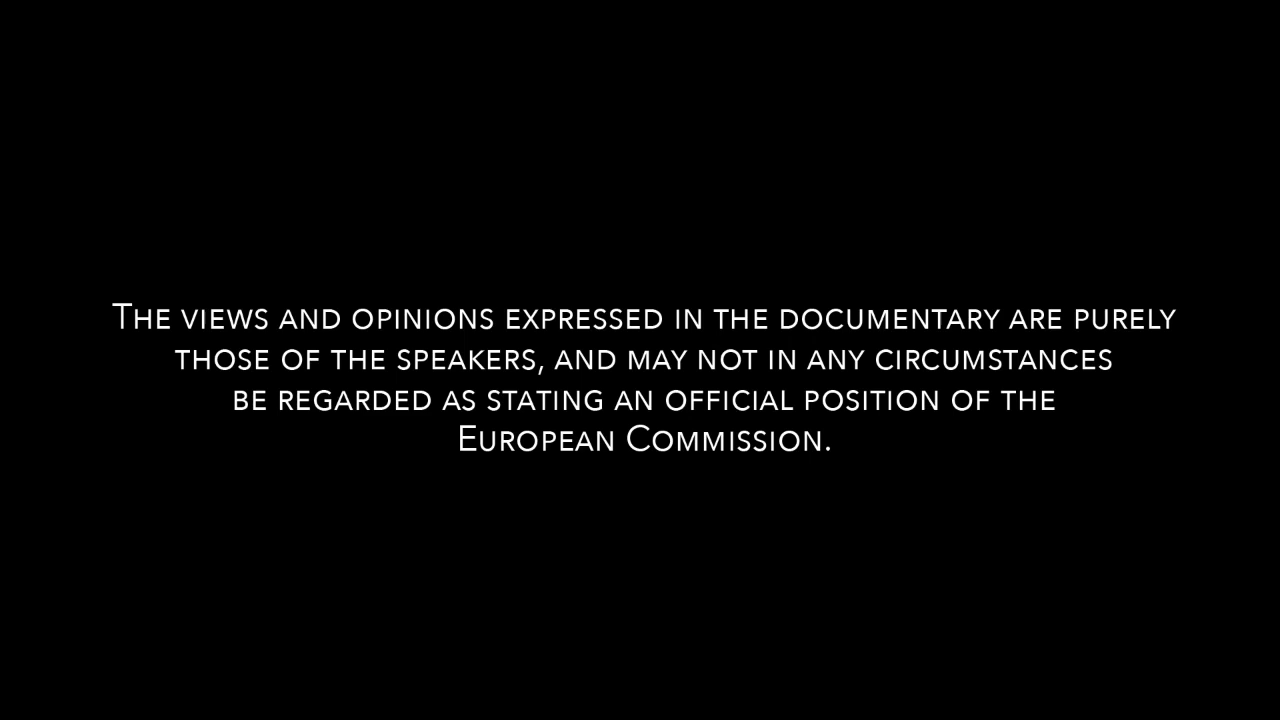 The views and opinions expressed in the documentary are purely
those of the speakers, and may not in any circumstances
be regarded as stating an official position of the
European Commission.